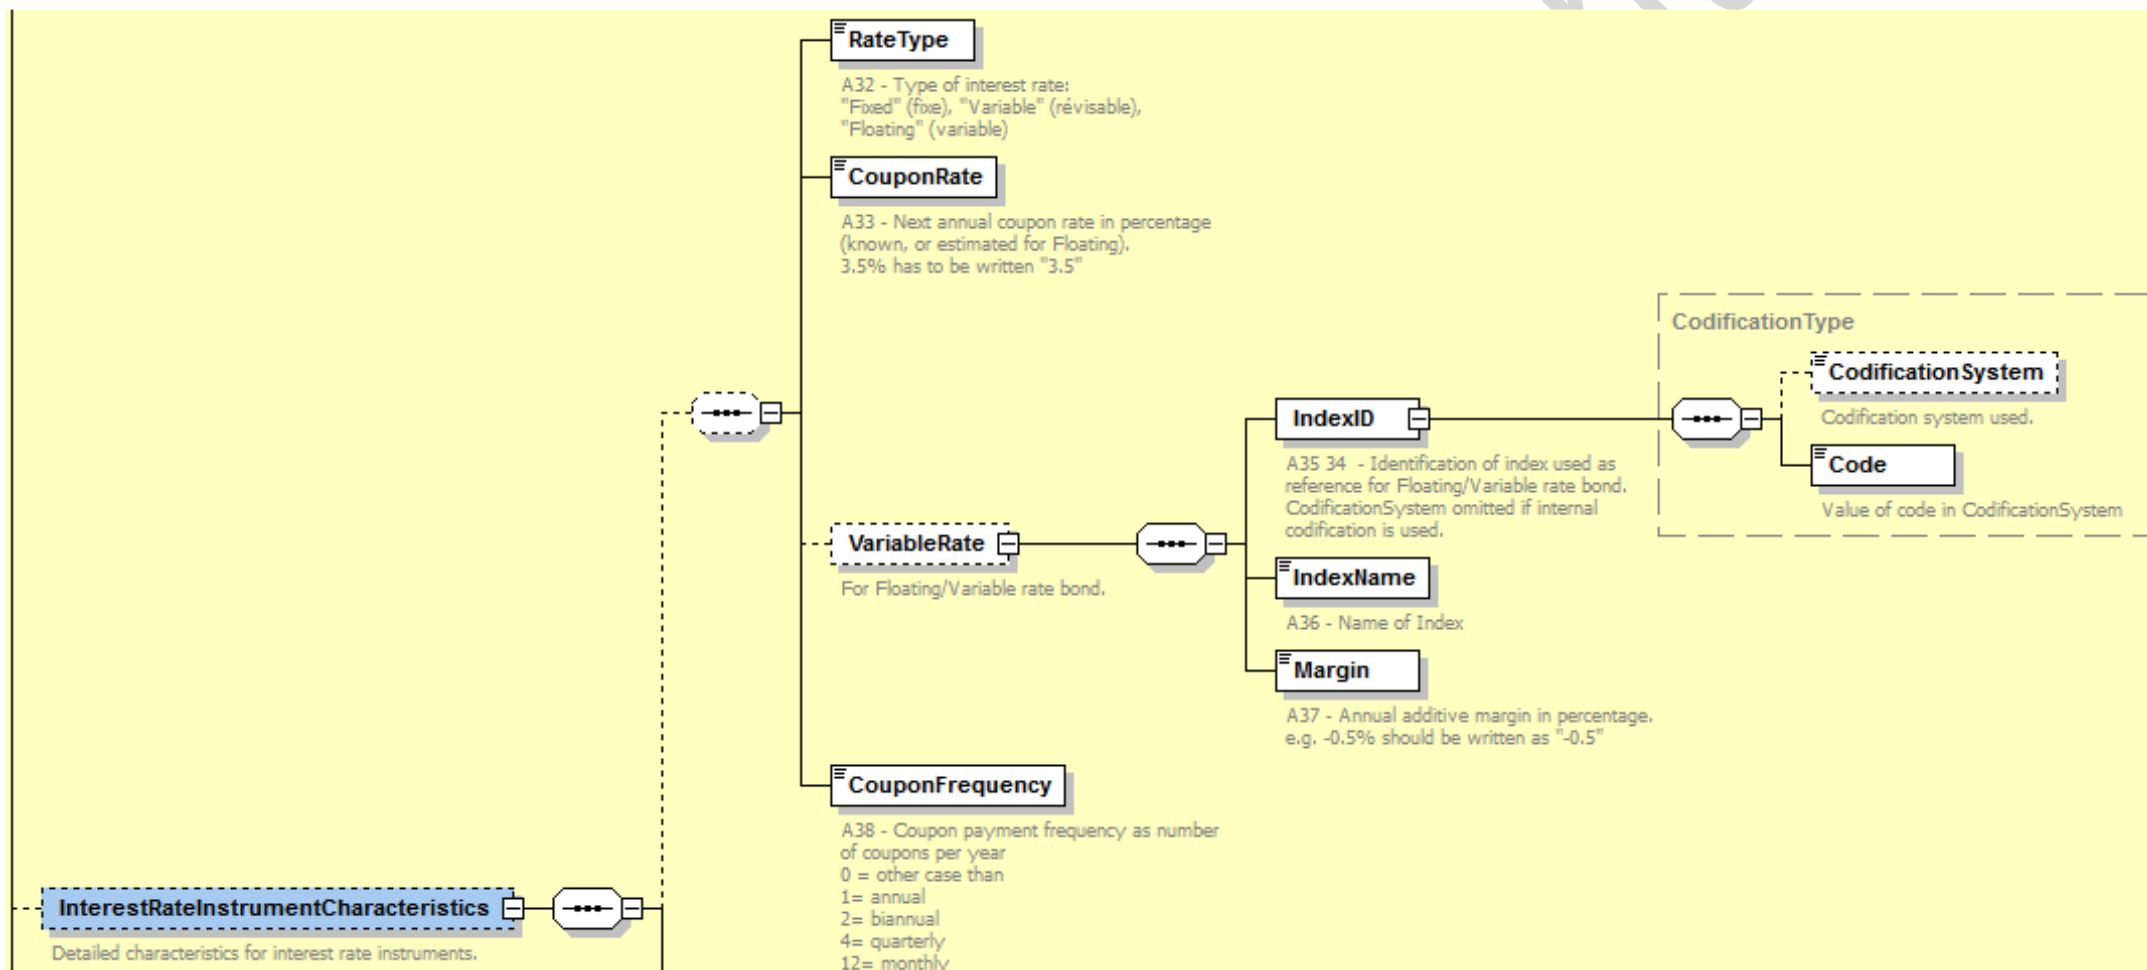 RateType
A32 - Type of interest rate:
"Fixed" (fixe), "Variable" (révisable),
"Floating" (variable)
CouponRate
A33 - Next annual coupon rate in percentage
(known, or estimated for Floating).
3.5% has to be written "3.5"
CodificationType
CodificationSystem
Codification system used.
IndexID
A35 34 - Identification of index used as
reference for Floating/Variable rate bond.
CodificationSystem omitted if internal
codification is used.
Code
Value of code in CodificationSystem
VariableRate
For Floating/Variable rate bond.
IndexName
A36 - Name of Index
Margin
A37 - Annual additive margin in percentage.
e.g. -0.5% should be written as "-0.5"
CouponFrequency
A38 - Coupon payment frequency as number
of coupons per year
0 = other case than
1= annual
2= biannual
4= quarterly
12= monthly
InterestRateInstrumentCharacteristics
Detailed characteristics for interest rate instruments.